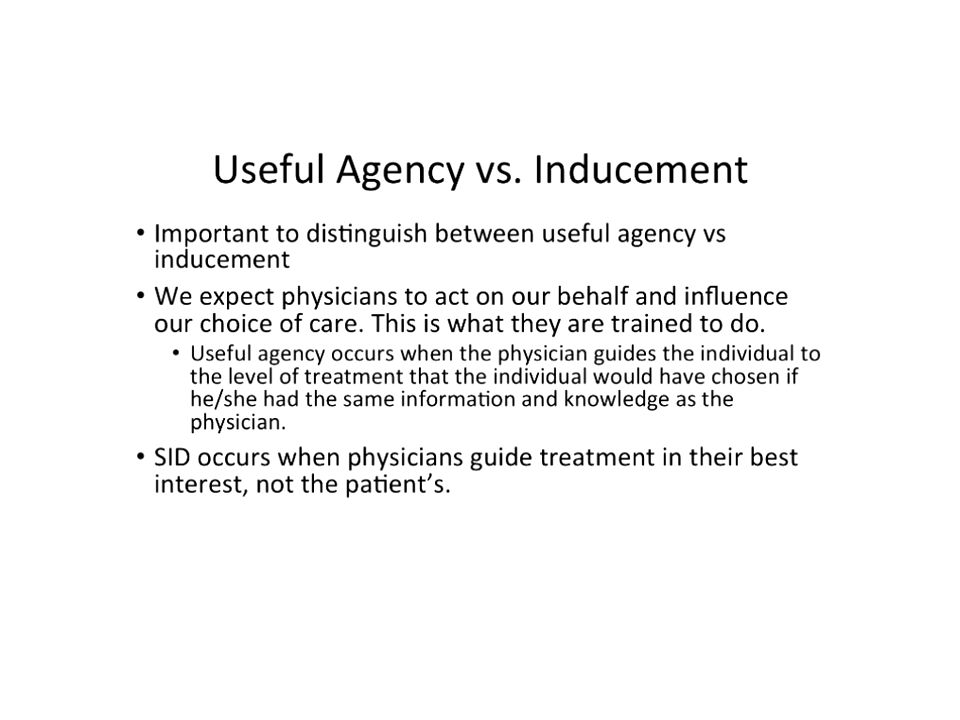 Useful Agency vs. Inducement
• Important to distinguish between useful agency vs
inducement
• We expect physicians to act on our behalf and influence
our choice of care. This is what they are trained to do.
• Useful agency occurs when the physician guides the individual to
the level of treatment that the individual would have chosen if
he/she had the same information and knowledge as the
physician.
• SID occurs when physicians guide treatment in their best
interest, not the patient's.